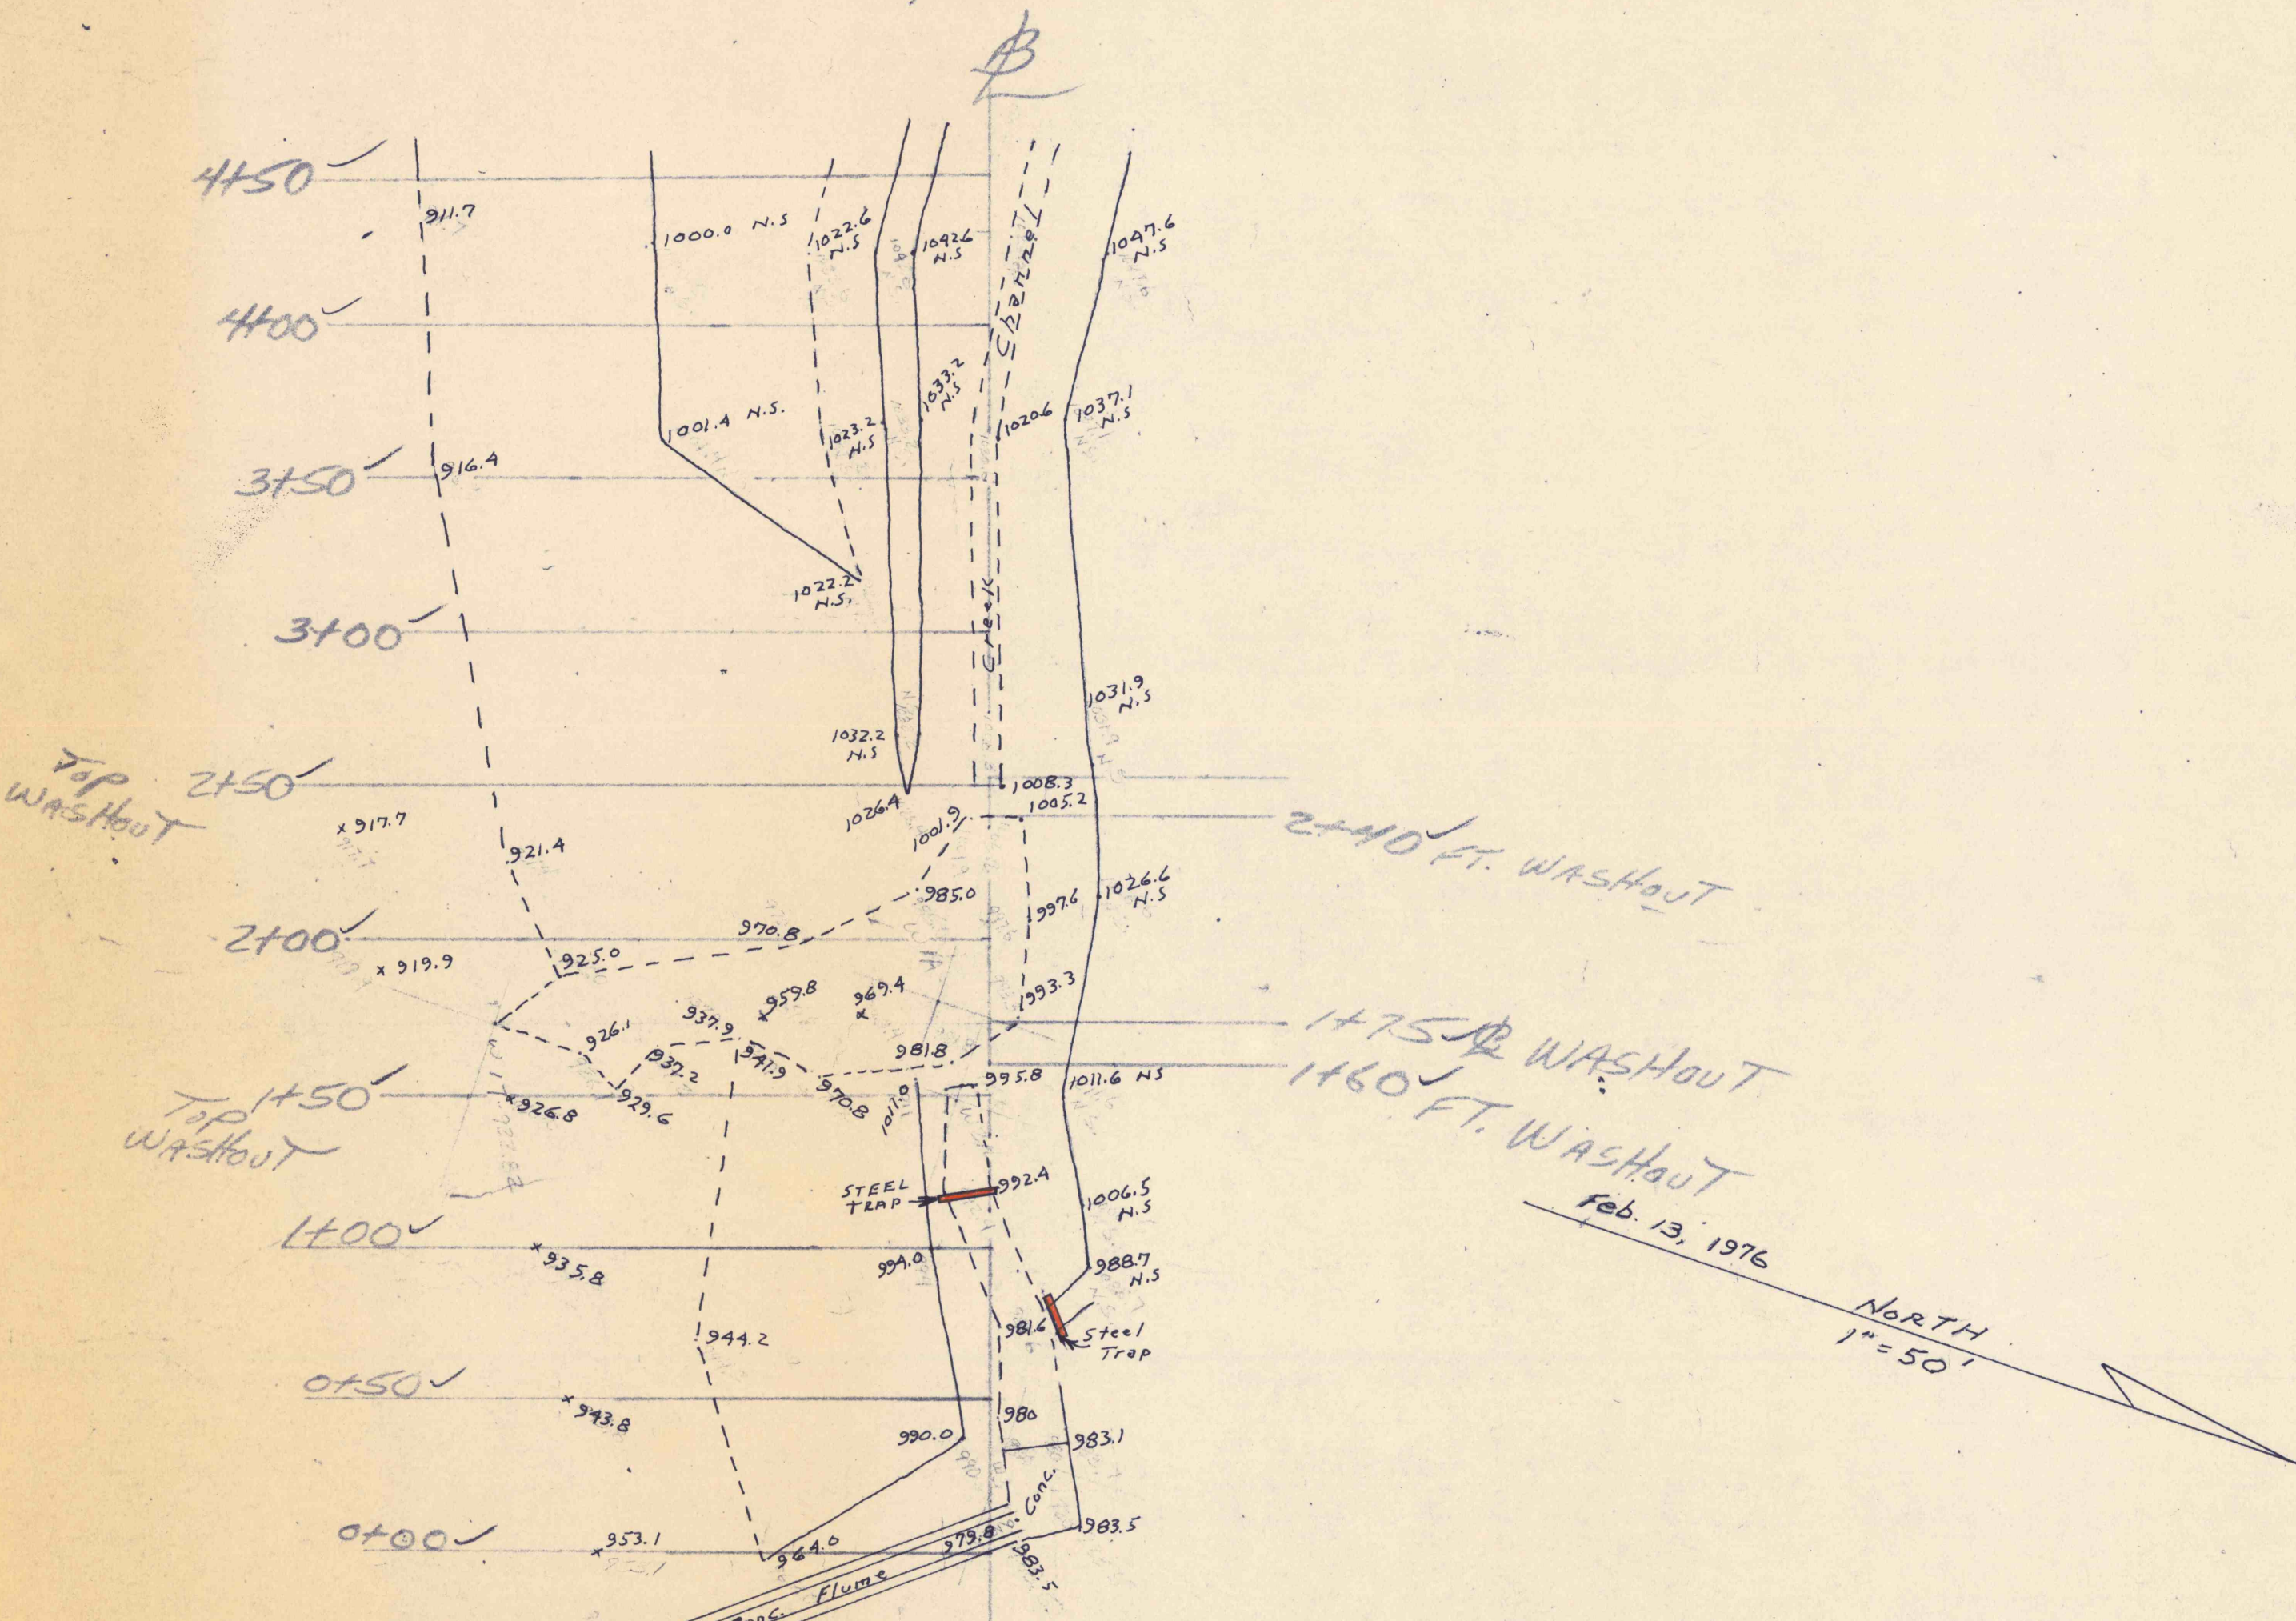 ℄
4+50
911.7
1000.0 N.S
1022.6
N.S
1042.6
N.S
Channel
1047.6
N.S
4+00
1033.2
N.S
1001.4 N.S.
1023.2
N.S
1020.6
1037.1
N.S
3+50
916.4
1022.2
N.S.
Creek
3+00
1031.9
N.S
1032.2
N.S
Top
WASHOUT
2+50
1008.3
1005.2
1026.4
1001.9
2+40 FT. WASHOUT
x 917.7
921.4
985.0
997.6
1026.6
N.S
2+00
970.8
x 919.9
925.0
959.8
969.4
993.3
937.9
926.1
937.2
941.9
981.8
1+75 ℄ WASHOUT
1+60 FT. WASHOUT
Top
WASHOUT
1+50
926.8
929.6
970.8
1011.0
995.8
1011.6 NS
STEEL
TRAP
992.4
1006.5
N.S
Feb. 13, 1976
NORTH
1" = 50'
1+00
935.8
994.0
988.7
N.S
944.2
981.6
Steel
Trap
0+50
943.8
980
990.0
983.1
Conc.
0+00
953.1
964.0
979.8
983.5
983.5
Flume